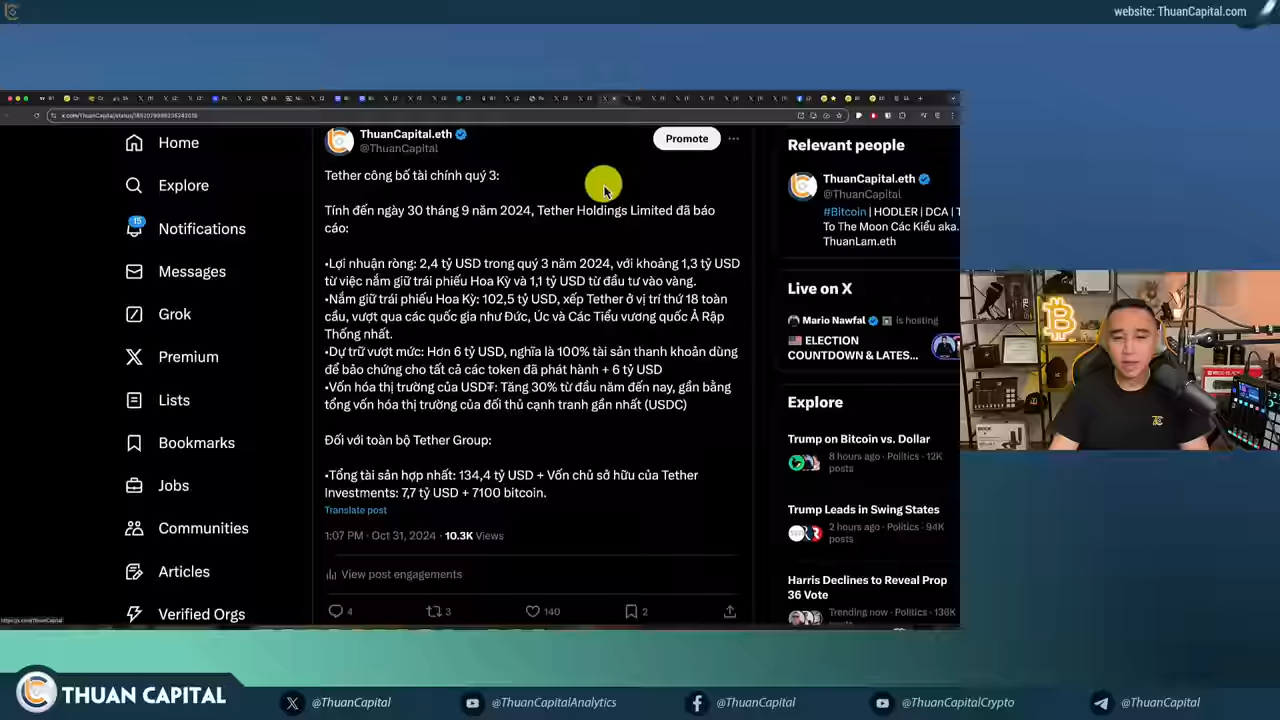 website: ThuanCapital.com
x.com/ThuanCapital/status/1852079988235243519
Home
Explore
15
Notifications
Messages
Grok
Premium
Lists
Bookmarks
Jobs
Communities
Articles
Verified Orgs
https://x.com/ThuanCapital
ThuanCapital.eth
@ThuanCapital
Promote
Tether công bố tài chính quý 3:
Tính đến ngày 30 tháng 9 năm 2024, Tether Holdings Limited đã báo
cáo:
•Lợi nhuận ròng: 2,4 tỷ USD trong quý 3 năm 2024, với khoảng 1,3 tỷ USD
từ việc nắm giữ trái phiếu Hoa Kỳ và 1,1 tỷ USD từ đầu tư vào vàng.
•Nắm giữ trái phiếu Hoa Kỳ: 102,5 tỷ USD, xếp Tether ở vị trí thứ 18 toàn
cầu, vượt qua các quốc gia như Đức, Úc và Các Tiểu vương quốc Ả Rập
Thống nhất.
•Dự trữ vượt mức: Hơn 6 tỷ USD, nghĩa là 100% tài sản thanh khoản dùng
để bảo chứng cho tất cả các token đã phát hành + 6 tỷ USD
•Vốn hóa thị trường của USD₮: Tăng 30% từ đầu năm đến nay, gần bằng
tổng vốn hóa thị trường của đối thủ cạnh tranh gần nhất (USDC)
Đối với toàn bộ Tether Group:
•Tổng tài sản hợp nhất: 134,4 tỷ USD + Vốn chủ sở hữu của Tether
Investments: 7,7 tỷ USD + 7100 bitcoin.
Translate post
1:07 PM · Oct 31, 2024 · 10.3K Views
View post engagements
4
3
140
2
Relevant people
ThuanCapital.eth
@ThuanCapital
#Bitcoin | HODLER | DCA |
To The Moon Các Kiểu aka.
ThuanLam.eth
Live on X
Mario Nawfal is hosting
ELECTION
COUNTDOWN & LATES...
Explore
Trump on Bitcoin vs. Dollar
8 hours ago · Politics · 12K
posts
Trump Leads in Swing States
2 hours ago · Politics · 94K
posts
Harris Declines to Reveal Prop
36 Vote
Trending now · Politics · 136K
THUAN CAPITAL
@ThuanCapital
@ThuanCapitalAnalytics
@ThuanCapital
@ThuanCapitalCrypto
@ThuanCapital